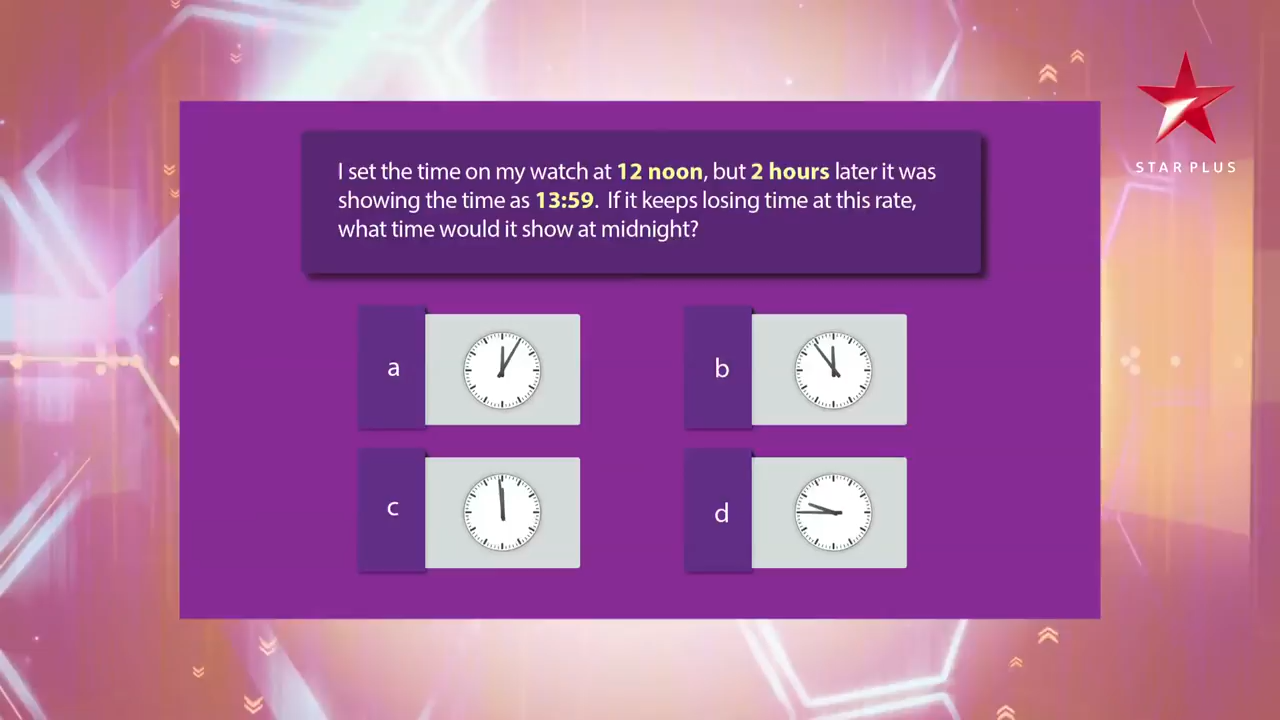 STAR PLUS
I set the time on my watch at 12 noon, but 2 hours later it was
showing the time as 13:59. If it keeps losing time at this rate,
what time would it show at midnight?
a
b
c
d